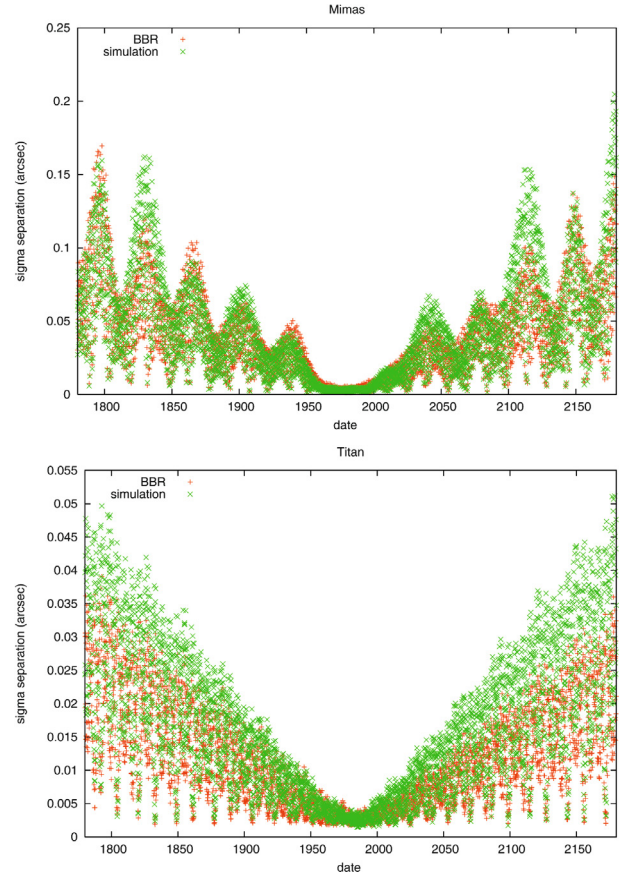 Mimas
0.25
0.2
0.15
0.1
0.05
0
sigma separation (arcsec)
BBR
simulation
1800 1850 1900 1950 2000 2050 2100 2150
date
Titan
0.055
0.05
0.045
0.04
0.035
0.03
0.025
0.02
0.015
0.01
0.005
0
sigma separation (arcsec)
BBR
simulation
1800 1850 1900 1950 2000 2050 2100 2150
date